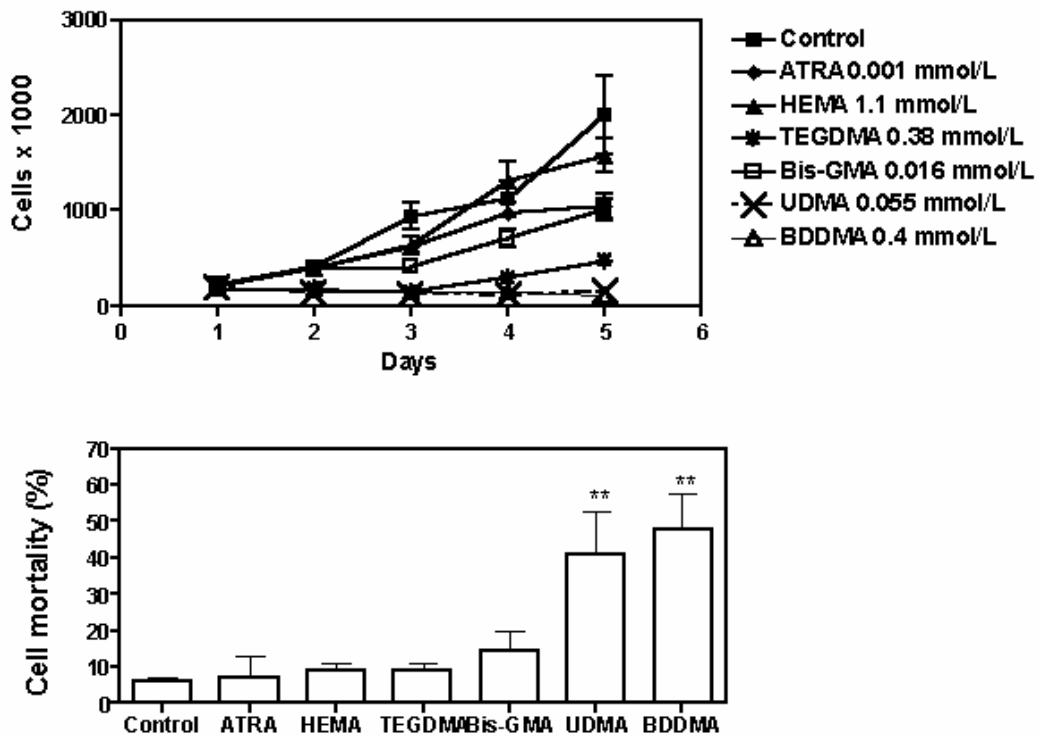 Cells x 1000
3000
2000
1000
0
0 1 2 3 4 5 6
Days
Control
ATRA 0.001 mmol/L
HEMA 1.1 mmol/L
TEGDMA 0.38 mmol/L
Bis-GMA 0.016 mmol/L
UDMA 0.055 mmol/L
BDDMA 0.4 mmol/L
Cell mortality (%)
70
60
50
40
30
20
10
0
** **
Control ATRA HEMA TEGDMA Bis-GMA UDMA BDDMA